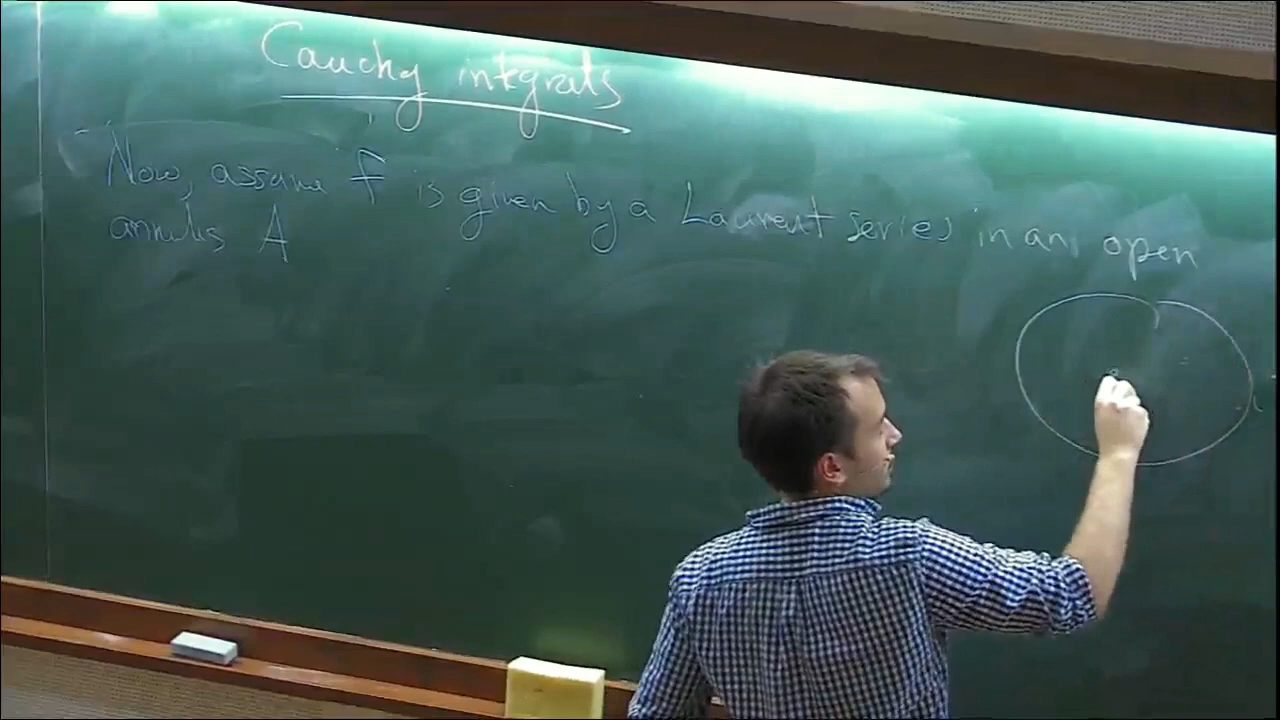 Cauchy integrals
Now, assume f is given by a Laurent series in an open
annulus A